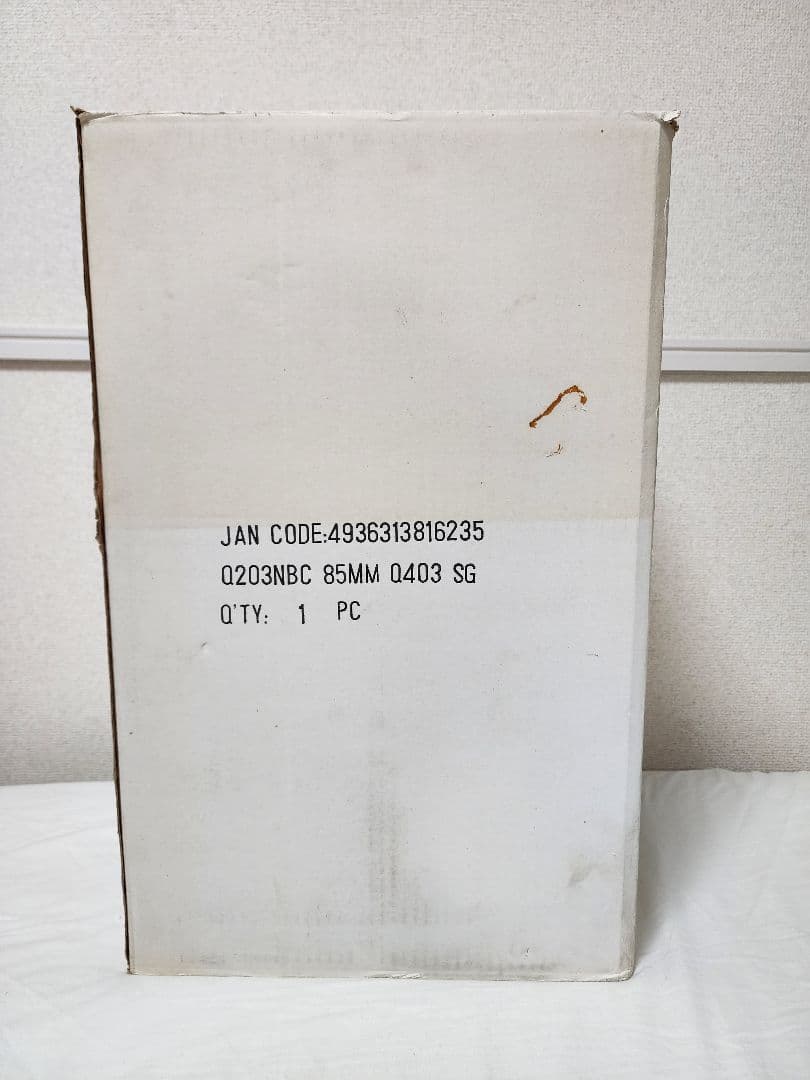 JAN CODE:4936313816235
Q203NBC 85MM Q403 SG
Q'TY: 1 PC